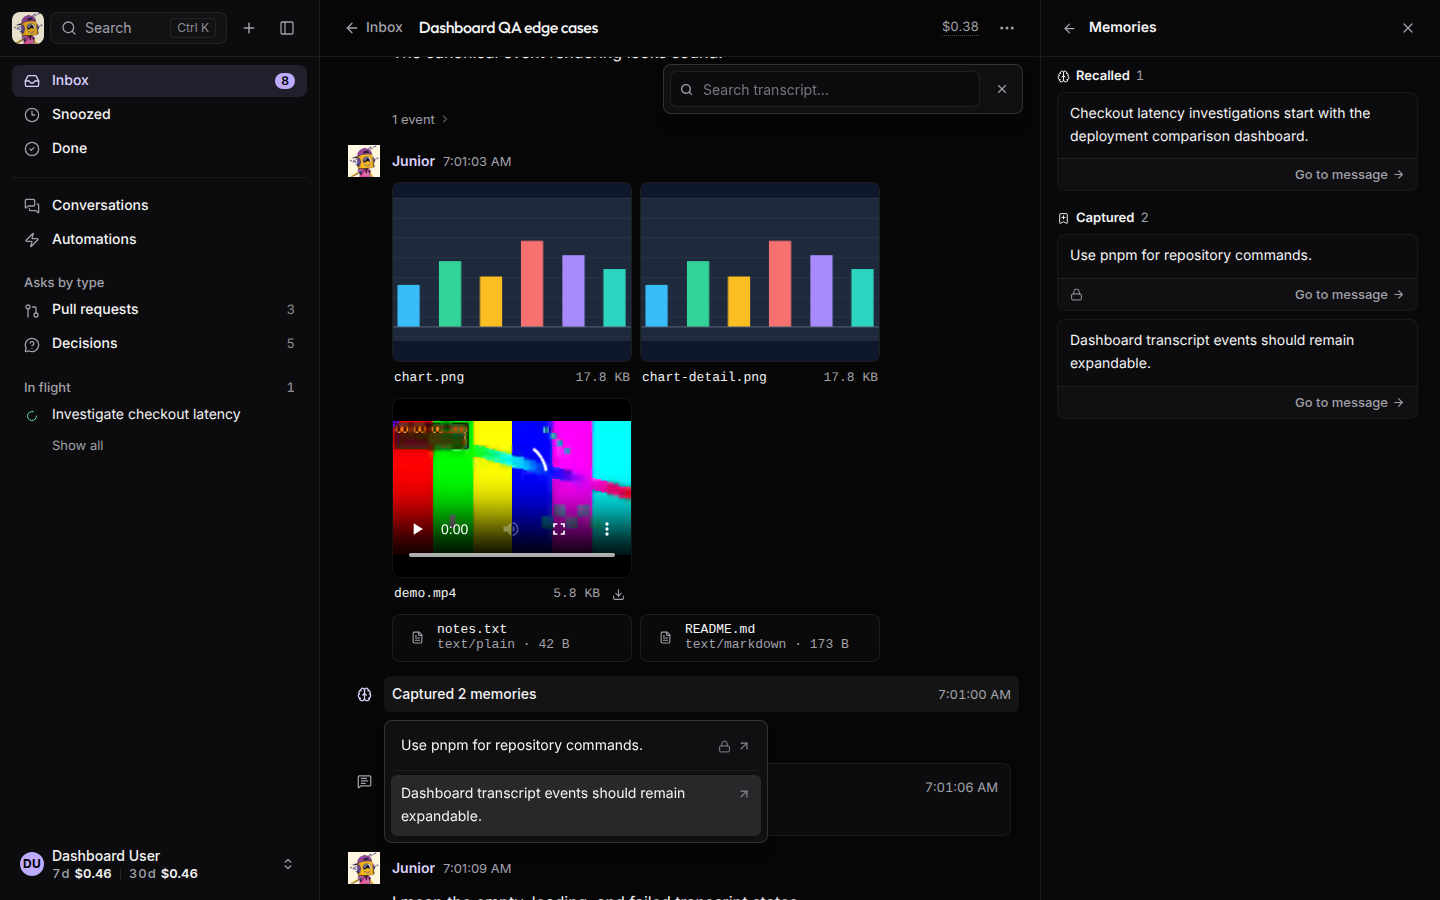 Search
Ctrl K
Inbox
8
Snoozed
Done
Conversations
Automations
Asks by type
Pull requests
3
Decisions
5
In flight
1
Investigate checkout latency
Show all
DU
Dashboard User
7d $0.46
30d $0.46
Inbox
Dashboard QA edge cases
$0.38
Search transcript...
1 event
Junior
7:01:03 AM
chart.png
17.8 KB
chart-detail.png
17.8 KB
0:00
demo.mp4
5.8 KB
notes.txt
text/plain · 42 B
README.md
text/markdown · 173 B
Captured 2 memories
7:01:00 AM
Use pnpm for repository commands.
Dashboard transcript events should remain
expandable.
7:01:06 AM
Junior
7:01:09 AM
Memories
Recalled 1
Checkout latency investigations start with the
deployment comparison dashboard.
Go to message
Captured 2
Use pnpm for repository commands.
Go to message
Dashboard transcript events should remain
expandable.
Go to message